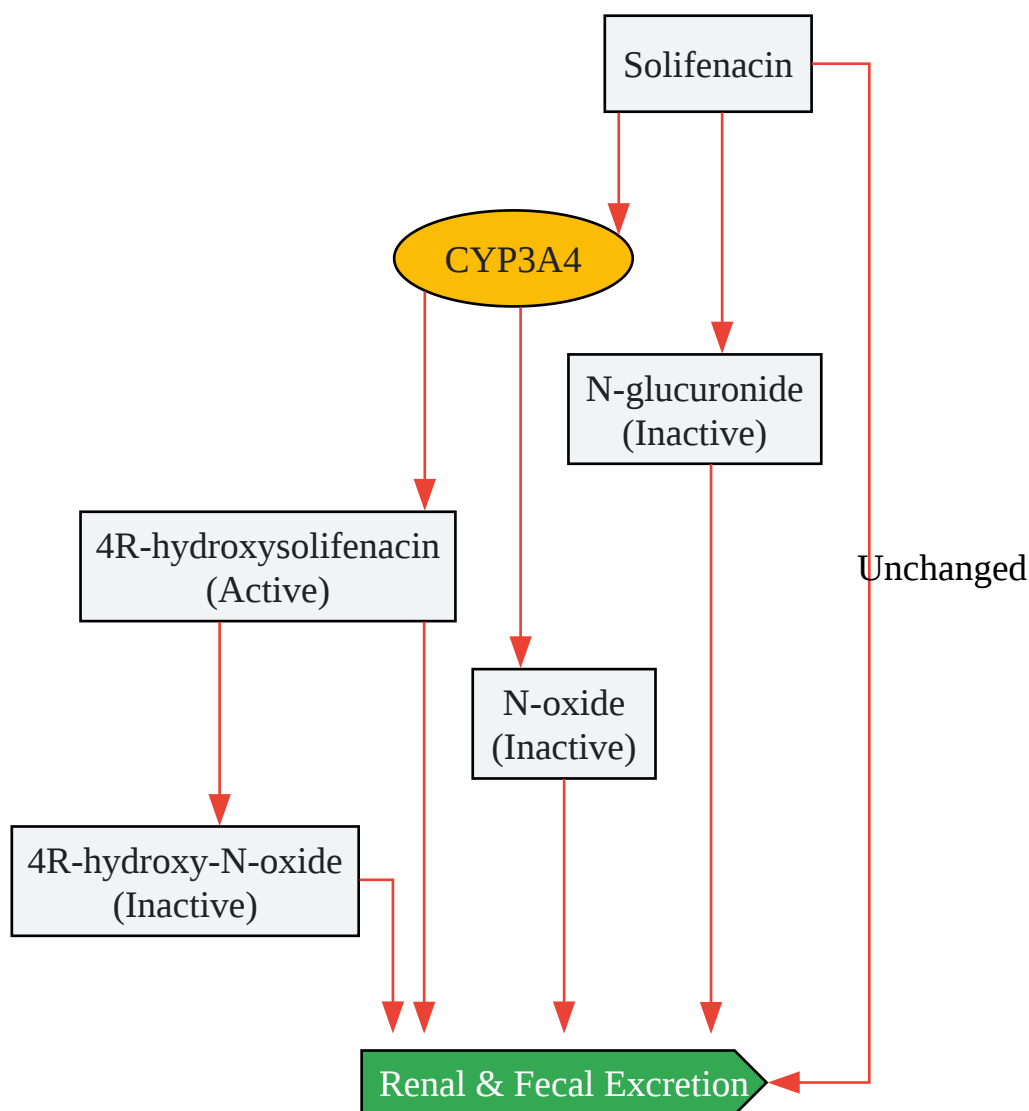 Solifenacin
CYP3A4
N-glucuronide
(Inactive)
4R-hydroxysolifenacin
(Active)
Unchanged
N-oxide
(Inactive)
4R-hydroxy-N-oxide
(Inactive)
Renal & Fecal Excretion